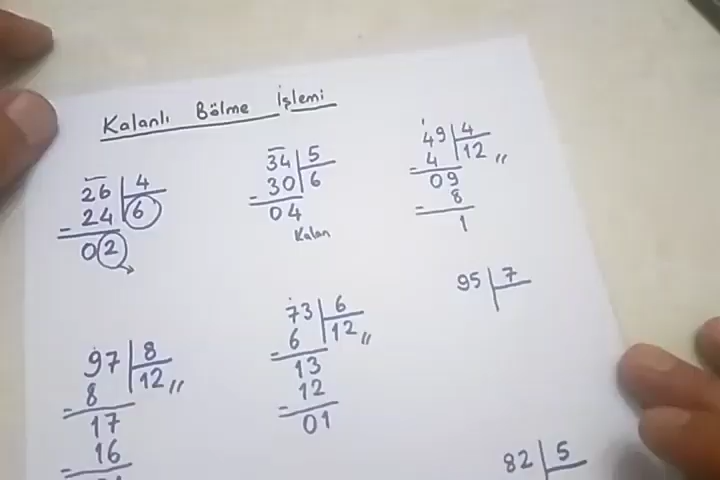 Kalanlı Bölme İşlemi
26 | 4
- 24 | 6
02
34 | 5
- 30 | 6
04
Kalan
49 | 4
- 4 | 12 //
09
- 8
1
95 | 7
97 | 8
- 8 | 12 //
17
- 16
73 | 6
- 6 | 12 //
13
- 12
01
82 | 5